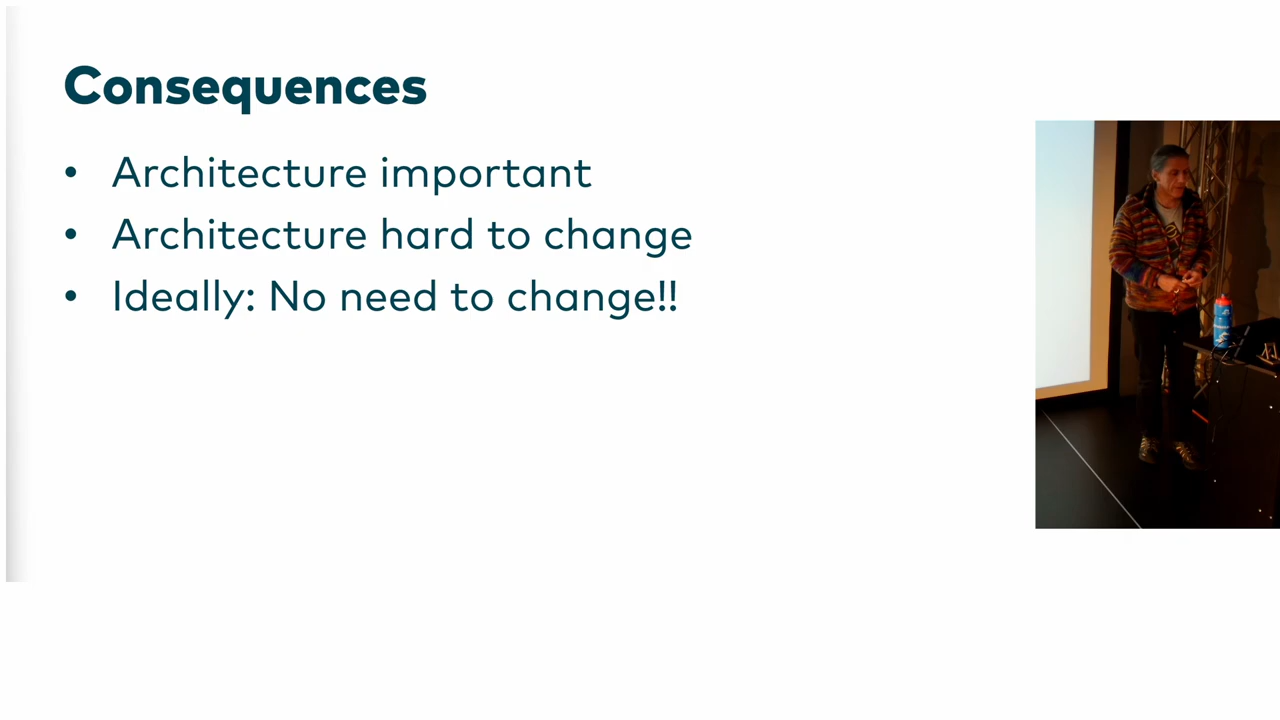 Consequences
• Architecture important
• Architecture hard to change
• Ideally: No need to change!!